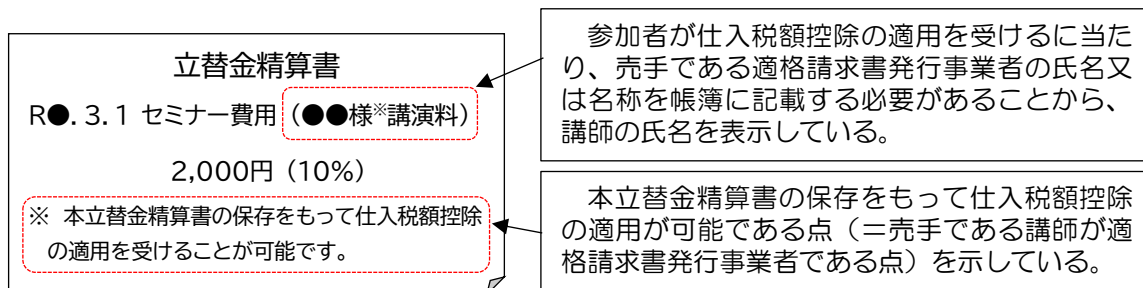 立替金精算書
R●.3.1 セミナー費用（●●様※講演料）
2,000円（10%）
※ 本立替金精算書の保存をもって仕入税額控除
の適用を受けることが可能です。
参加者が仕入税額控除の適用を受けるに当た
り、売手である適格請求書発行事業者の氏名又
は名称を帳簿に記載する必要があることから、
講師の氏名を表示している。
本立替金精算書の保存をもって仕入税額控除
の適用が可能である点（＝売手である講師が適
格請求書発行事業者である点）を示している。